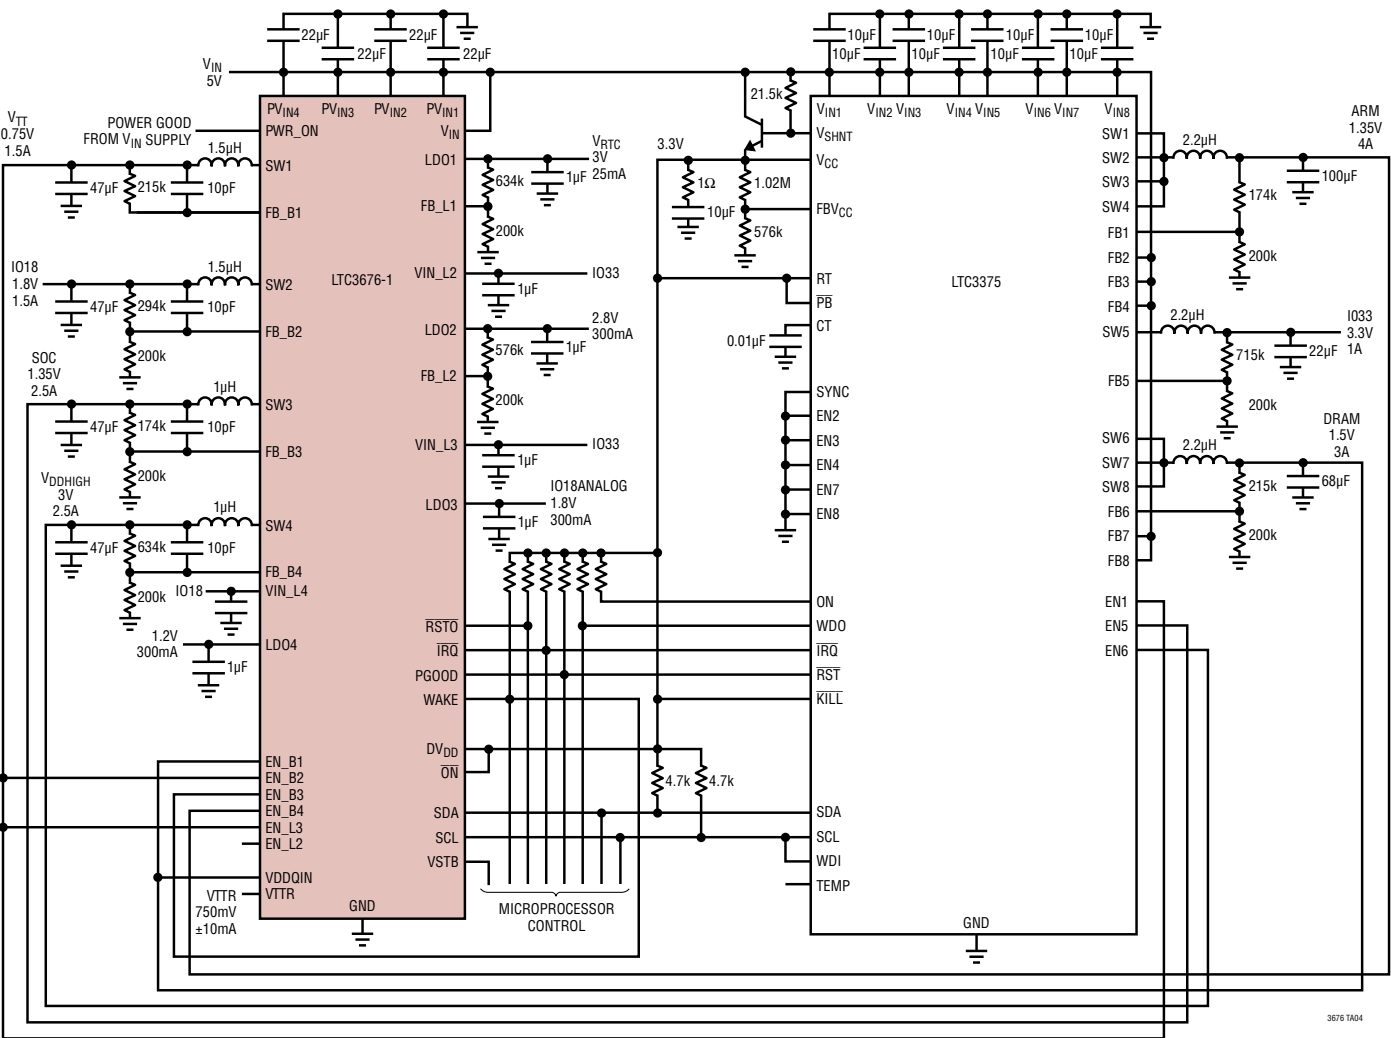 22µF
22µF
22µF
22µF
10µF
10µF
10µF
10µF
10µF
10µF
10µF
10µF
VIN
5V
PVIN4
PVIN3
PVIN2
PVIN1
VIN
PWR_ON
POWER GOOD
FROM VIN SUPPLY
VTT
0.75V
1.5A
1.5µH
SW1
47µF
215k
10pF
FB_B1
IO18
1.8V
1.5A
1.5µH
SW2
47µF
294k
10pF
FB_B2
200k
SOC
1.35V
2.5A
1µH
SW3
47µF
174k
10pF
FB_B3
200k
VDDHIGH
3V
2.5A
1µH
SW4
47µF
634k
10pF
FB_B4
200k
IO18
VIN_L4
1.2V
300mA
LDO4
1µF
EN_B1
EN_B2
EN_B3
EN_B4
EN_L3
EN_L2
VDDQIN
VTTR
VTTR
750mV
±10mA
GND
LTC3676-1
LDO1
VRTC
3V
25mA
634k
1µF
FB_L1
200k
VIN_L2
IO33
1µF
LDO2
2.8V
300mA
576k
1µF
FB_L2
200k
VIN_L3
IO33
1µF
LDO3
IO18ANALOG
1.8V
300mA
1µF
RSTO
IRQ
PGOOD
WAKE
DVDD
ON
SDA
SCL
VSTB
4.7k
4.7k
MICROPROCESSOR
CONTROL
21.5k
3.3V
1Ω
1.02M
10µF
576k
0.01µF
VIN1
VIN2
VIN3
VIN4
VIN5
VIN6
VIN7
VIN8
VSHNT
VCC
FBVCC
RT
PB
CT
SYNC
EN2
EN3
EN4
EN7
EN8
ON
WDO
IRQ
RST
KILL
SDA
SCL
WDI
TEMP
GND
LTC3375
SW1
SW2
SW3
SW4
FB1
FB2
FB3
FB4
SW5
FB5
SW6
SW7
SW8
FB6
FB7
FB8
EN1
EN5
EN6
2.2µH
ARM
1.35V
4A
100µF
174k
200k
2.2µH
I033
3.3V
1A
715k
22µF
200k
2.2µH
DRAM
1.5V
3A
215k
68µF
200k
3676 TA04